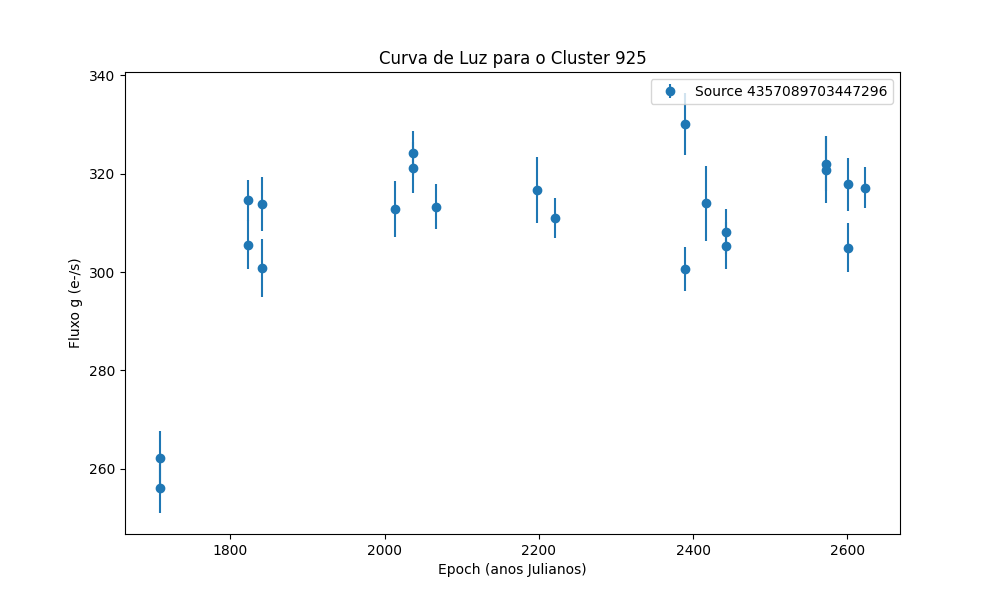 Curva de Luz para o Cluster 925
Source 4357089703447296
340
320
300
280
260
Fluxo g (e-/s)
1800
2000
2200
2400
2600
Epoch (anos Julianos)